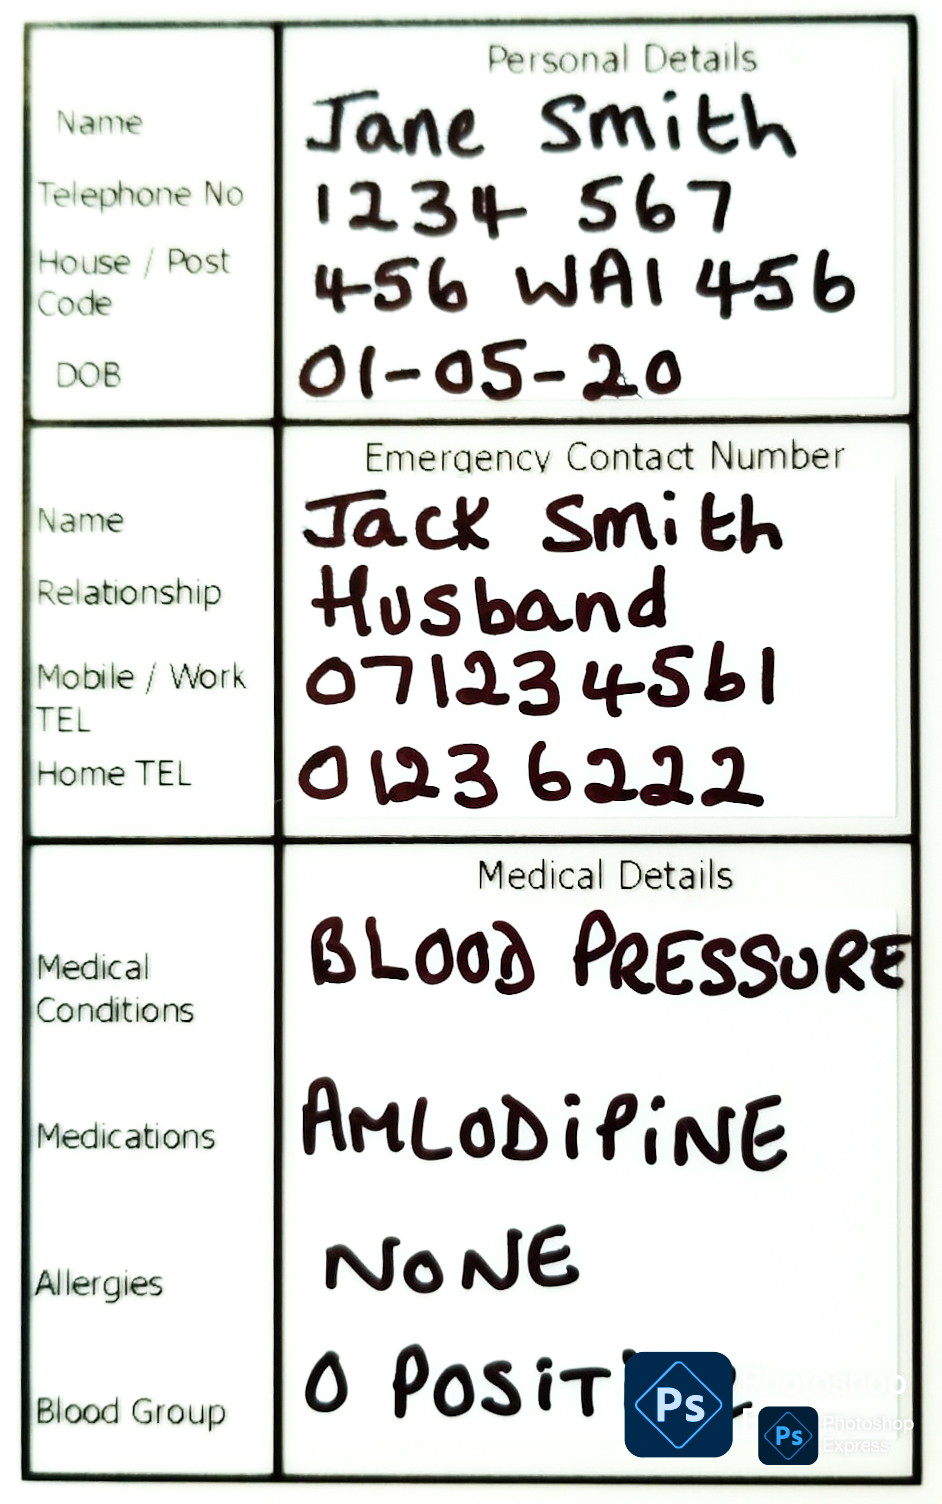 Personal Details
Name Jane Smith
Telephone No 1234 567
House / Post Code 456 WA1 456
DOB 01-05-20
Emergency Contact Number
Name Jack Smith
Relationship Husband
Mobile / Work TEL 071234561
Home TEL 01236222
Medical Details
Medical Conditions BLOOD PRESSURE
Medications AMLODiPiNE
Allergies NONE
Blood Group O
Ps Photoshop
Ps Photoshop
Express